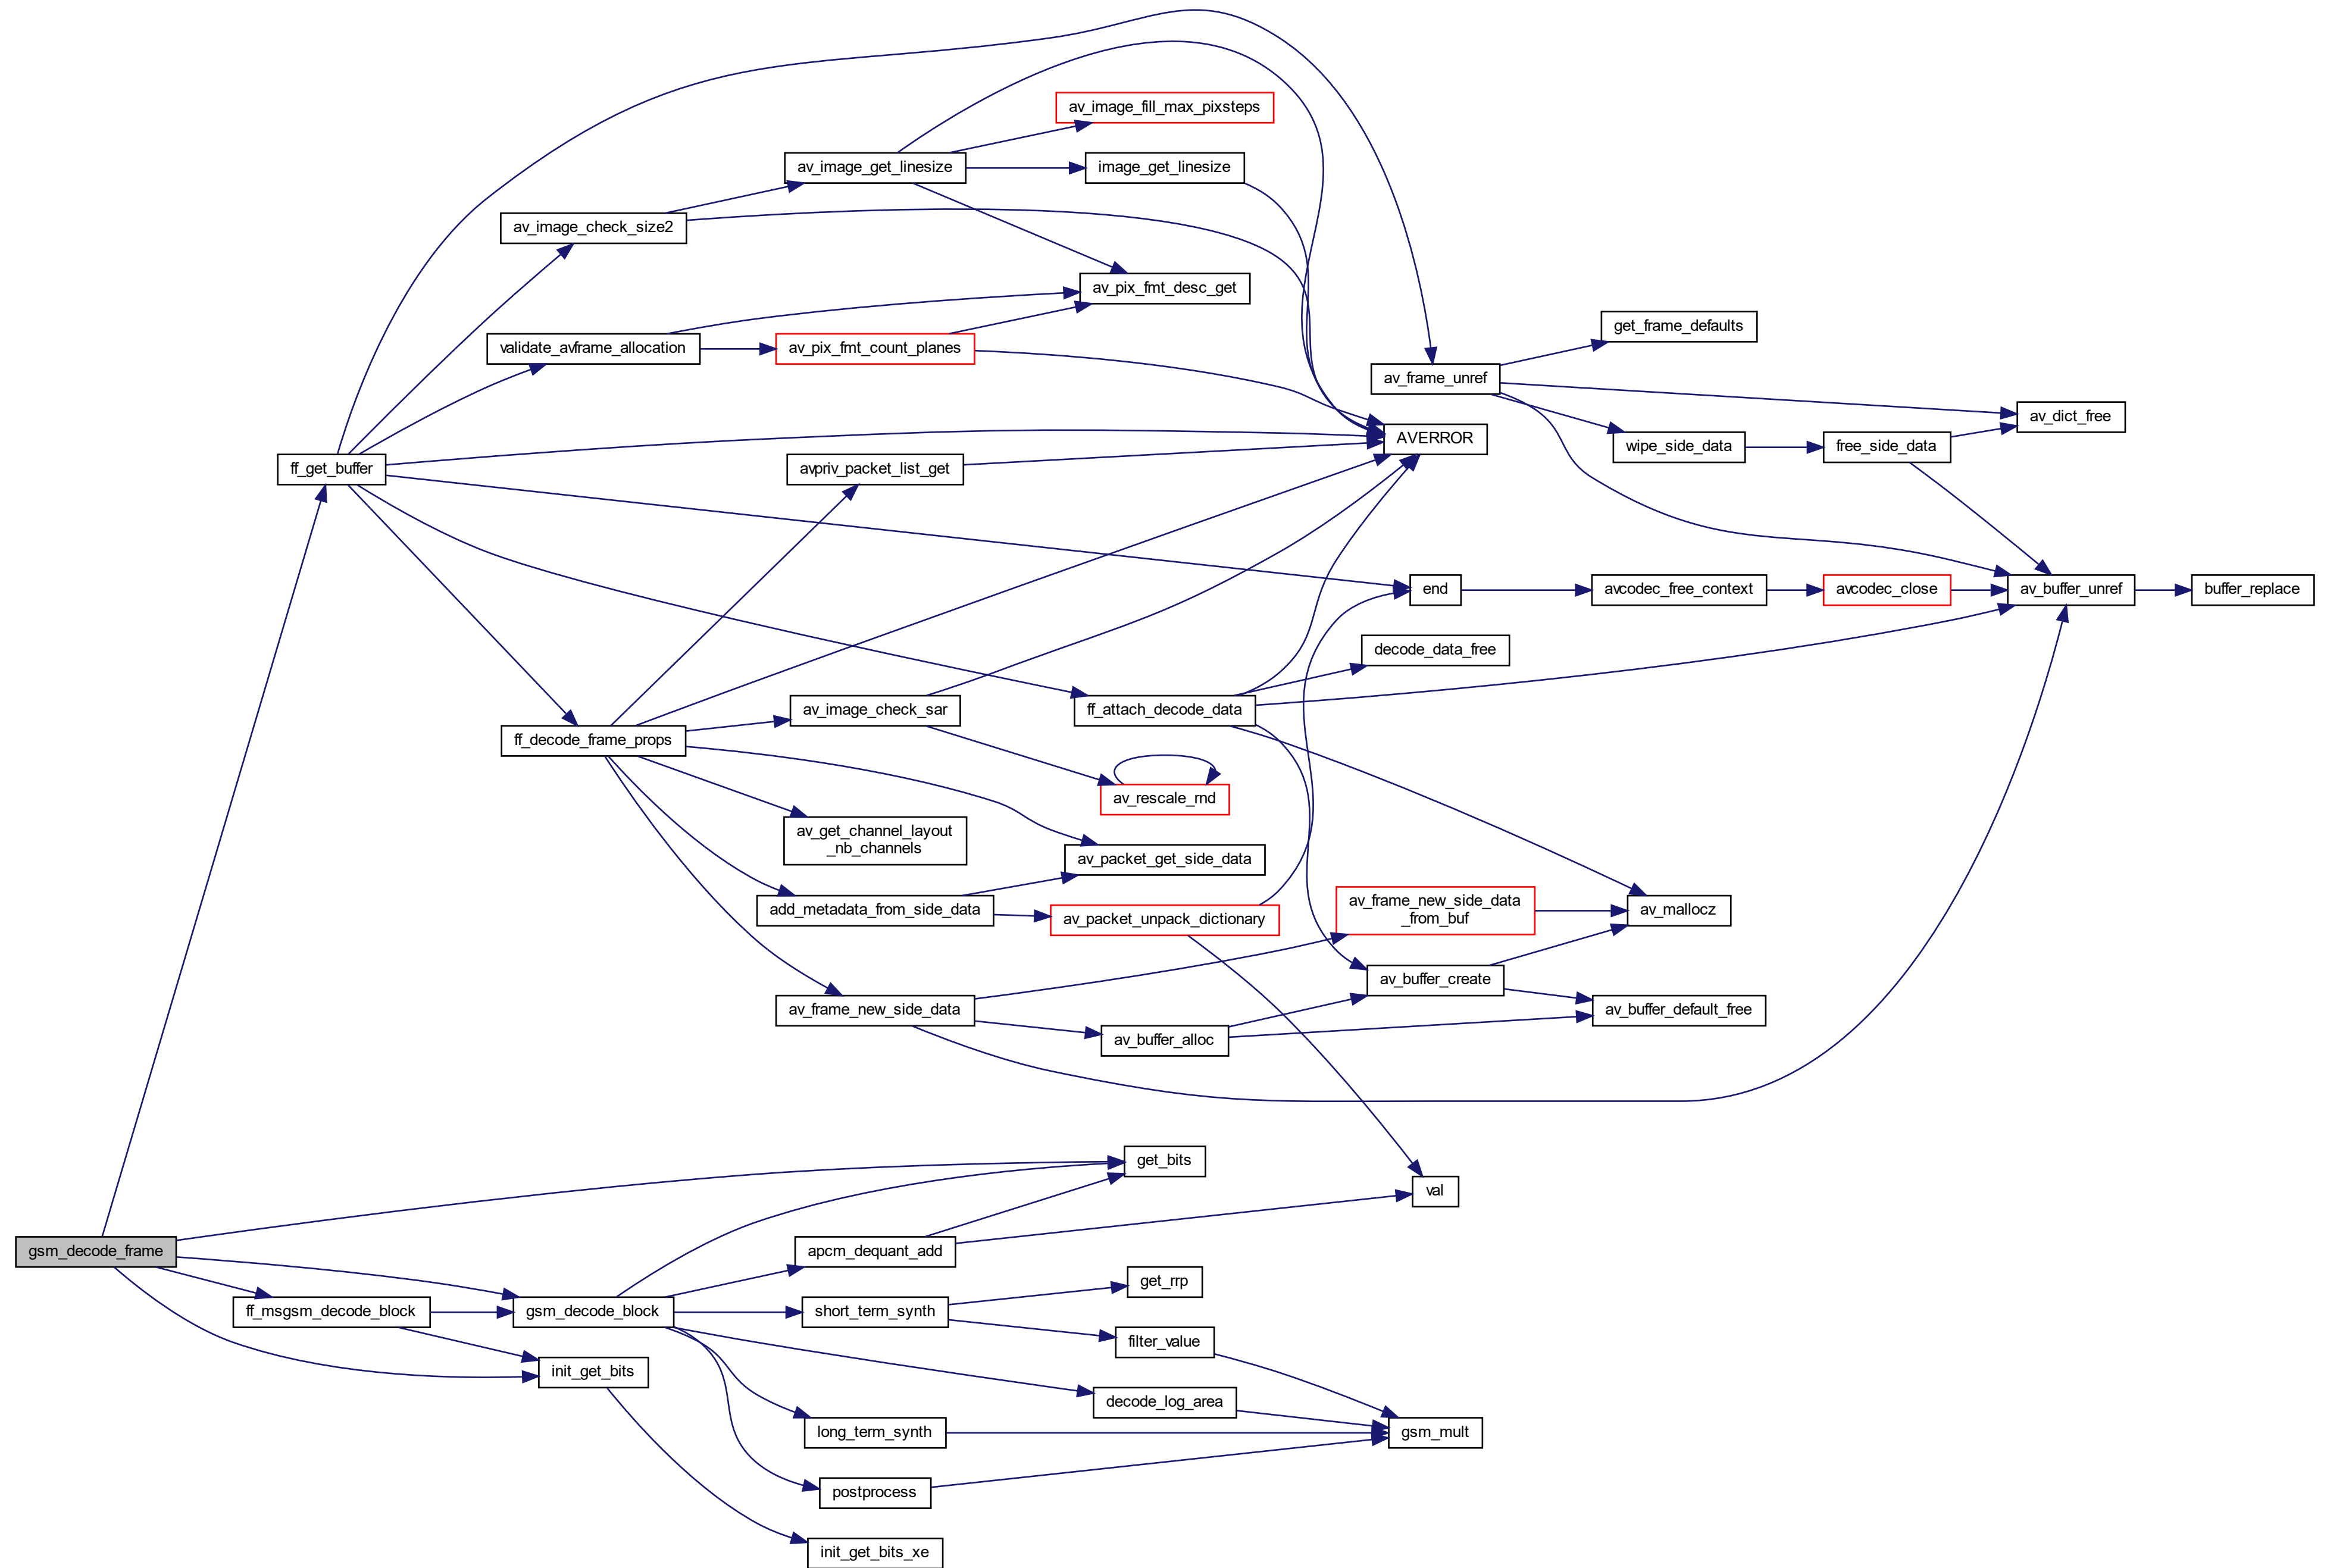 av_image_fill_max_pixsteps
av_image_get_linesize
image_get_linesize
av_image_check_size2
av_pix_fmt_desc_get
get_frame_defaults
validate_avframe_allocation
av_pix_fmt_count_planes
av_frame_unref
av_dict_free
AVERROR
wipe_side_data
free_side_data
ff_get_buffer
avpriv_packet_list_get
end
avcodec_free_context
avcodec_close
av_buffer_unref
buffer_replace
decode_data_free
av_image_check_sar
ff_attach_decode_data
ff_decode_frame_props
av_rescale_rnd
av_get_channel_layout
_nb_channels
av_packet_get_side_data
av_frame_new_side_data
_from_buf
add_metadata_from_side_data
av_packet_unpack_dictionary
av_mallocz
av_buffer_create
av_frame_new_side_data
av_buffer_default_free
av_buffer_alloc
get_bits
val
gsm_decode_frame
apcm_dequant_add
get_rrp
ff_msgsm_decode_block
gsm_decode_block
short_term_synth
filter_value
init_get_bits
decode_log_area
long_term_synth
gsm_mult
postprocess
init_get_bits_xe